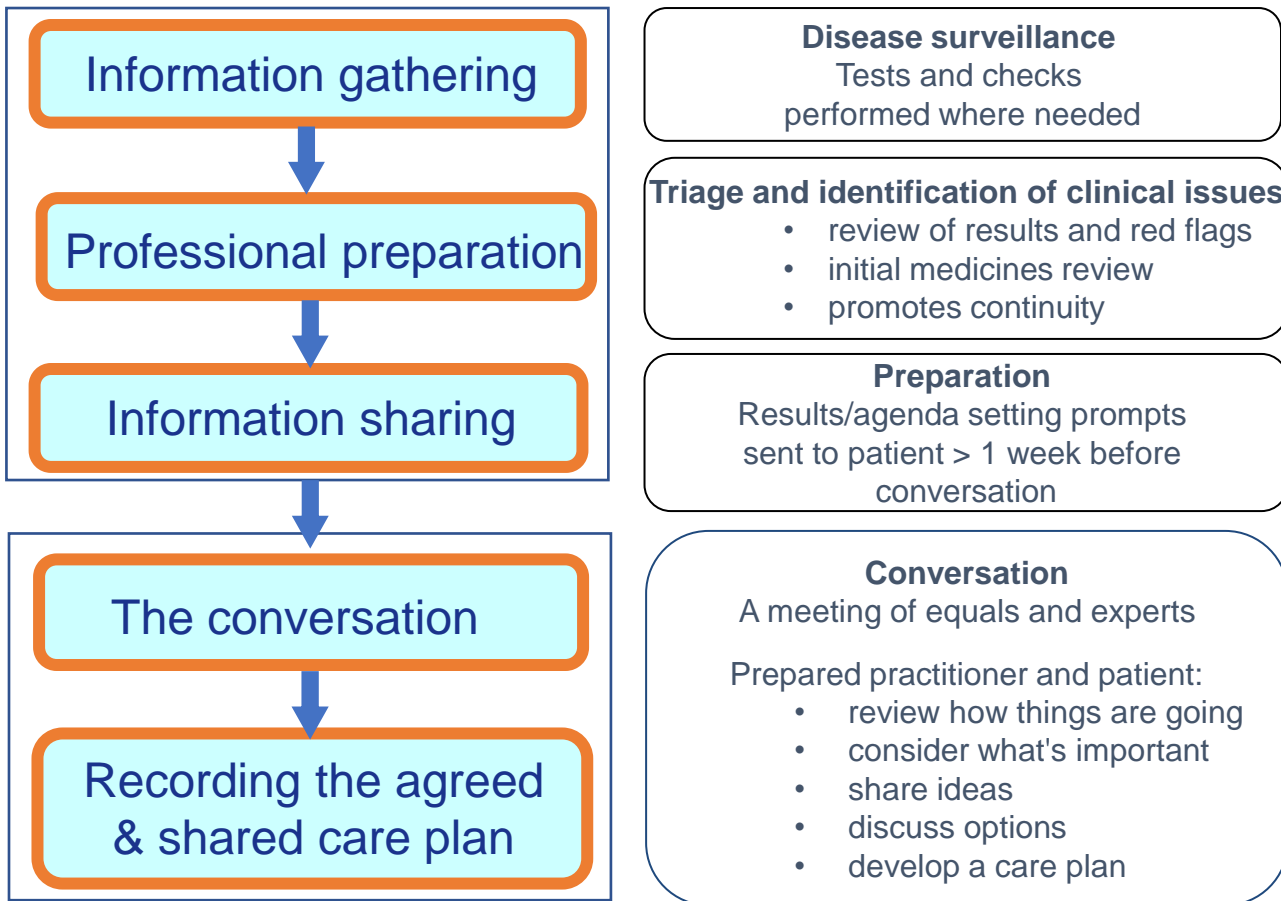 Information gathering
Disease surveillance
Tests and checks
performed where needed
Professional preparation
Triage and identification of clinical issues
• review of results and red flags
• initial medicines review
• promotes continuity
Information sharing
Preparation
Results/agenda setting prompts
sent to patient > 1 week before
conversation
The conversation
Recording the agreed
& shared care plan
Conversation
A meeting of equals and experts
Prepared practitioner and patient:
• review how things are going
• consider what's important
• share ideas
• discuss options
• develop a care plan